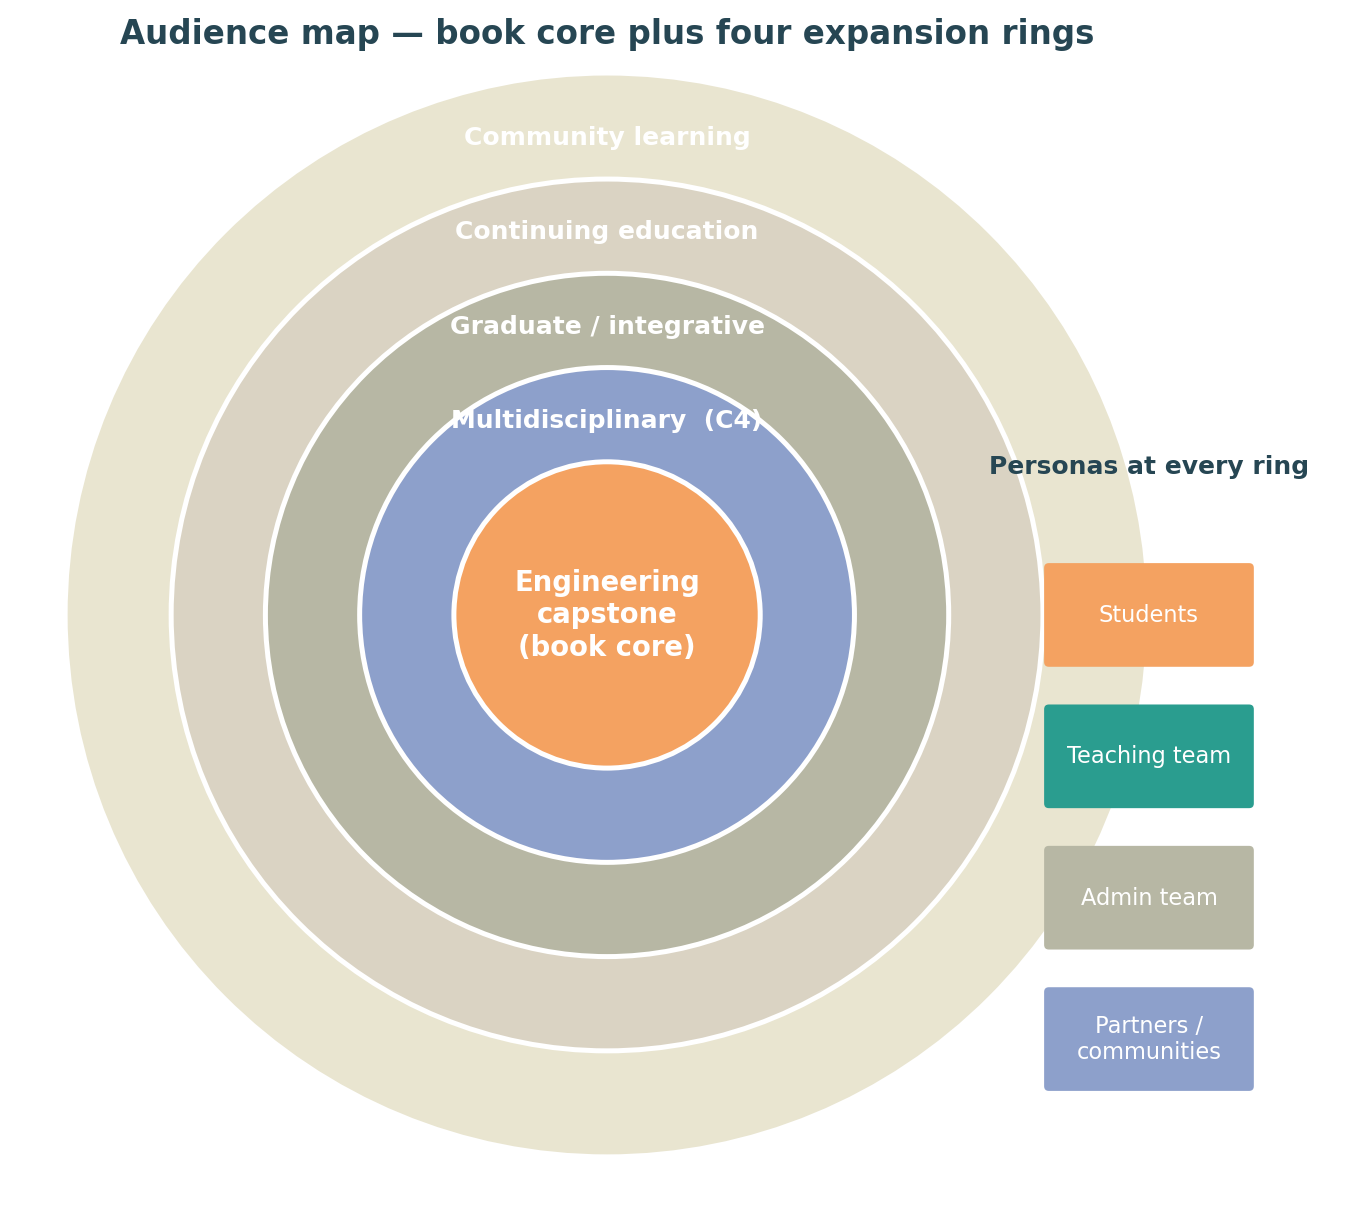 Audience map — book core plus four expansion rings
Community learning
Continuing education
Graduate / integrative
Multidisciplinary  (C4)
Personas at every ring
Engineering
capstone
(book core)
Students
Teaching team
Admin team
Partners /
communities